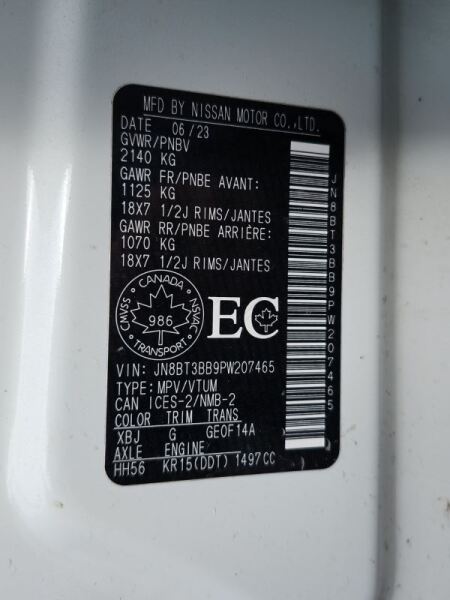 MFD BY NISSAN MOTOR CO.,LTD.
DATE 06/23
GVWR/PNBV
2140 KG
GAWR FR/PNBE AVANT:
1125 KG
18X7 1/2J RIMS/JANTES
GAWR RR/PNBE ARRIÈRE:
1070 KG
18X7 1/2J RIMS/JANTES
CANADA
CMVSS
NSVAC
986
TRANSPORT
EC
VIN: JN8BT3BB9PW207465
TYPE: MPV/VTUM
CAN ICES-2/NMB-2
COLOR TRIM TRANS
XBJ G GEOF14A
AXLE ENGINE
HH56 KR15(DDT) 1497CC
JN8BT3BB9PW207465